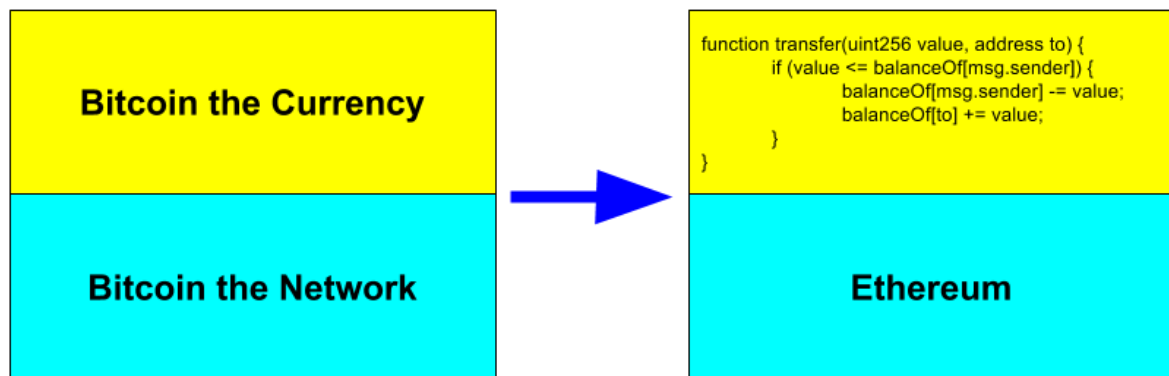 Bitcoin the Currency
Bitcoin the Network
function transfer(uint256 value, address to) {
if (value <= balanceOf[msg.sender]) {
balanceOf[msg.sender] -= value;
balanceOf[to] += value;
}
}
Ethereum